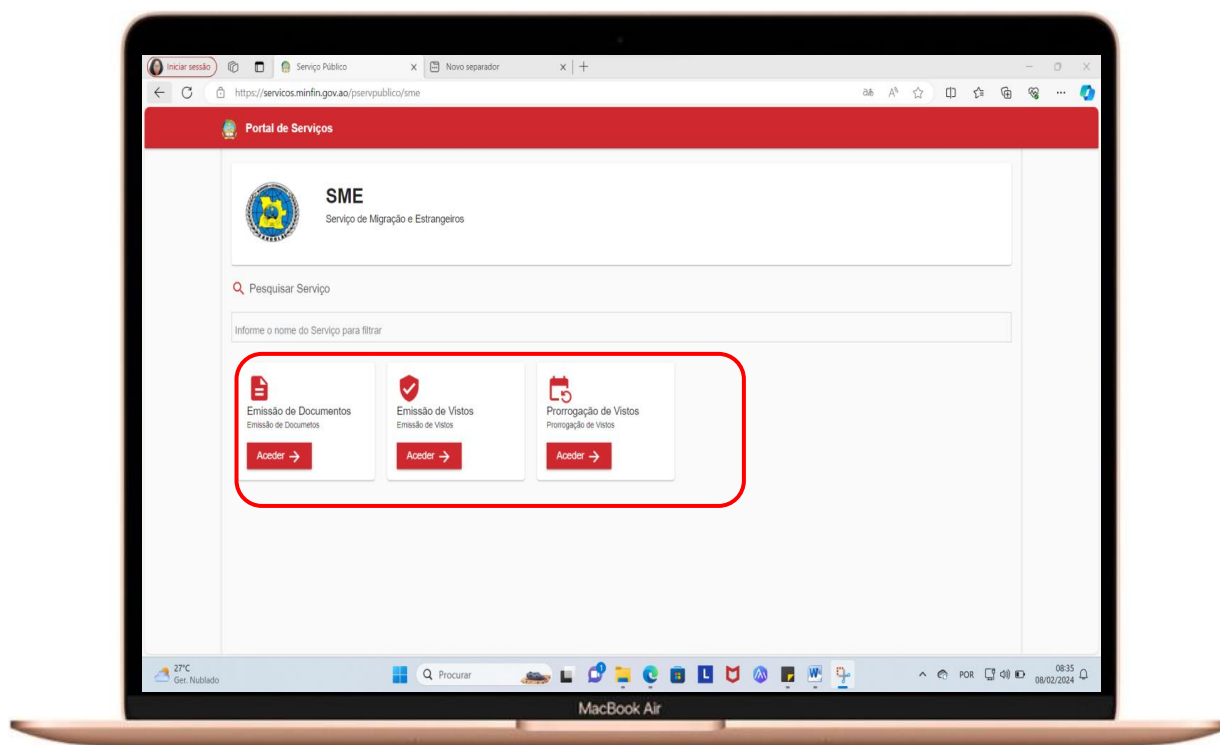 Iniciar sessão
Serviço Público
Novo separador
https://servicos.minfin.gov.ao/pservpublico/sme
Portal de Serviços
SME
Serviço de Migração e Estrangeiros
Pesquisar Serviço
Informe o nome do Serviço para filtrar
Emissão de Documentos
Emissão de Documetos
Aceder
Emissão de Vistos
Emissão de Vistos
Aceder
Prorrogação de Vistos
Prorrogação de Vistos
Aceder
27°C
Ger. Nublado
Procurar
POR
08:35
08/02/2024
MacBook Air